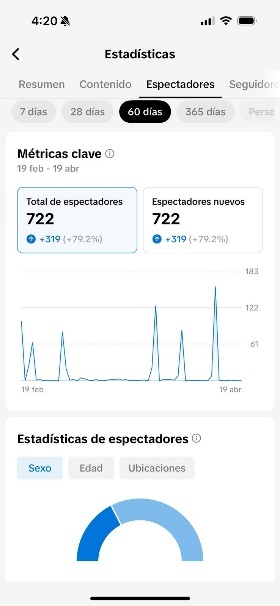 4:20
Estadísticas
Resumen Contenido Espectadores Seguidore
7 días 28 días 60 días 365 días Perso
Métricas clave
19 feb - 19 abr
Total de espectadores
722
+319 (+79.2%)
Espectadores nuevos
722
+319 (+79.2%)
183
122
61
19 feb 19 abr
Estadísticas de espectadores
Sexo Edad Ubicaciones